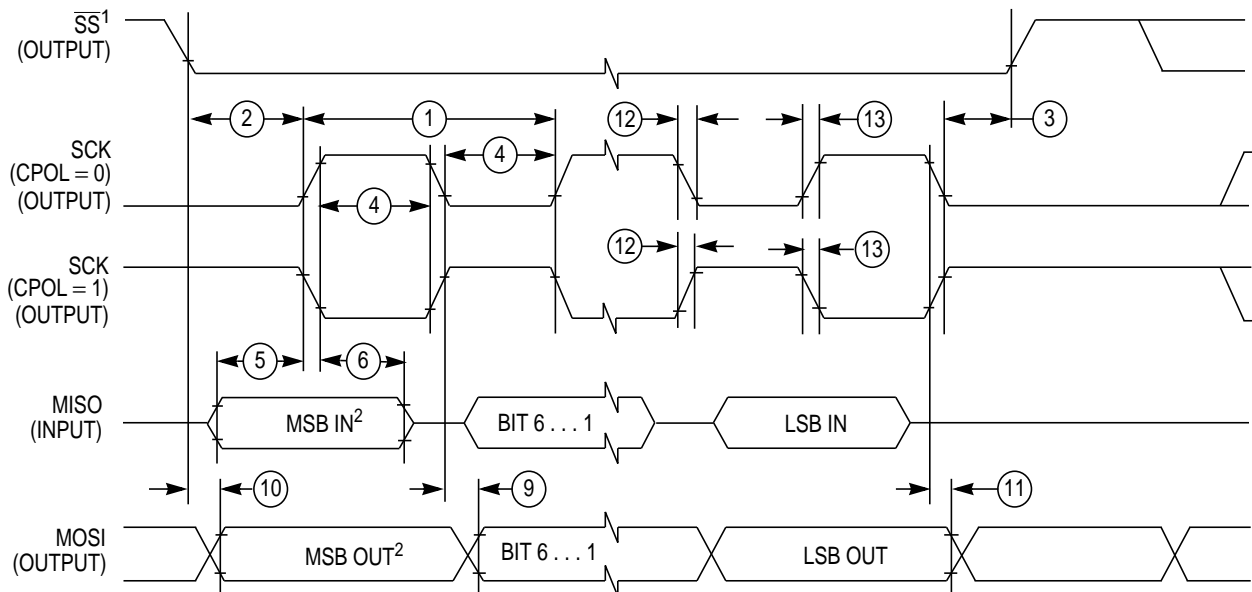 SS¹
(OUTPUT)
2
1
12
13
3
SCK
(CPOL = 0)
(OUTPUT)
4
4
12
13
SCK
(CPOL = 1)
(OUTPUT)
5
6
MISO
(INPUT)
MSB IN²
BIT 6 . . . 1
LSB IN
10
9
11
MOSI
(OUTPUT)
MSB OUT²
BIT 6 . . . 1
LSB OUT